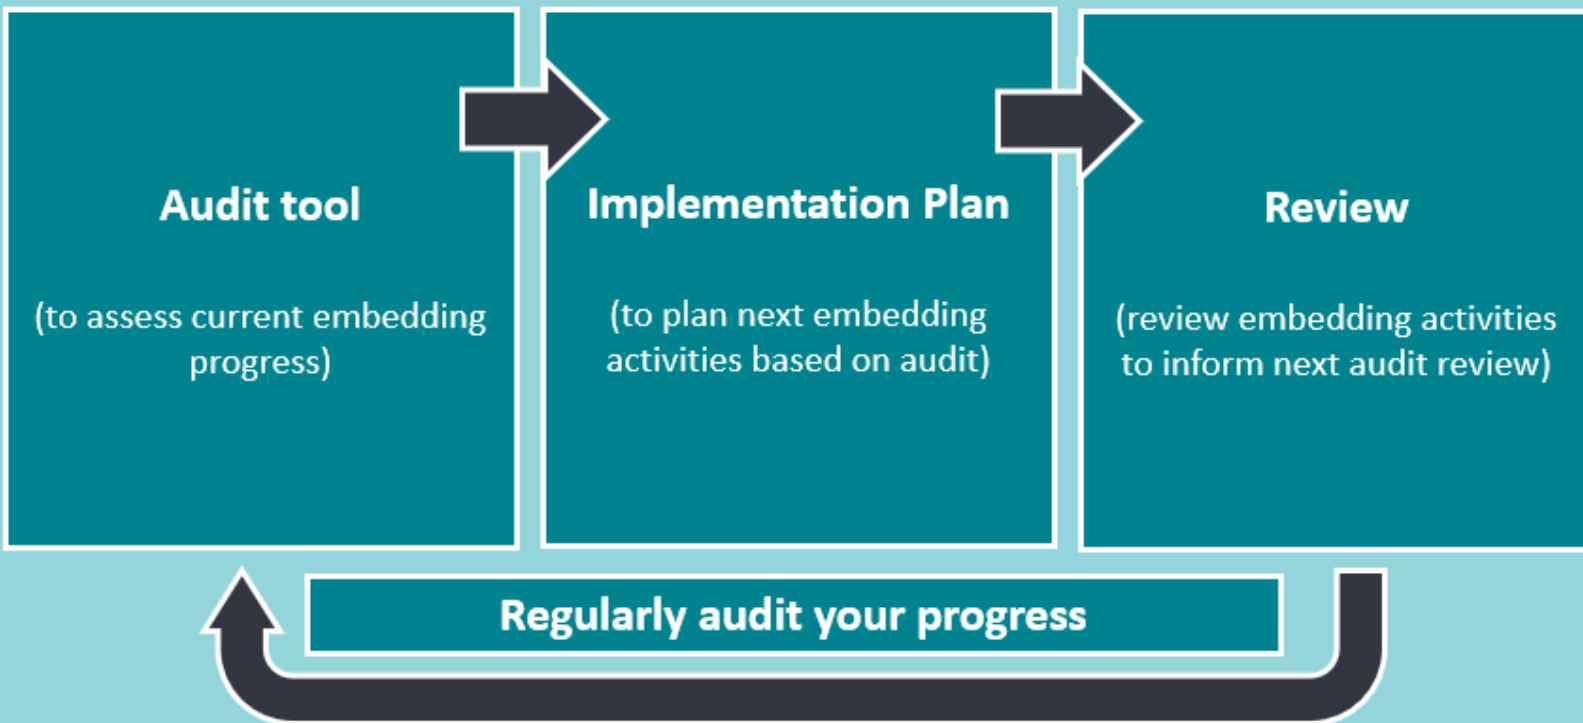 Audit tool
(to assess current embedding
progress)
Implementation Plan
(to plan next embedding
activities based on audit)
Review
(review embedding activities
to inform next audit review)
Regularly audit your progress